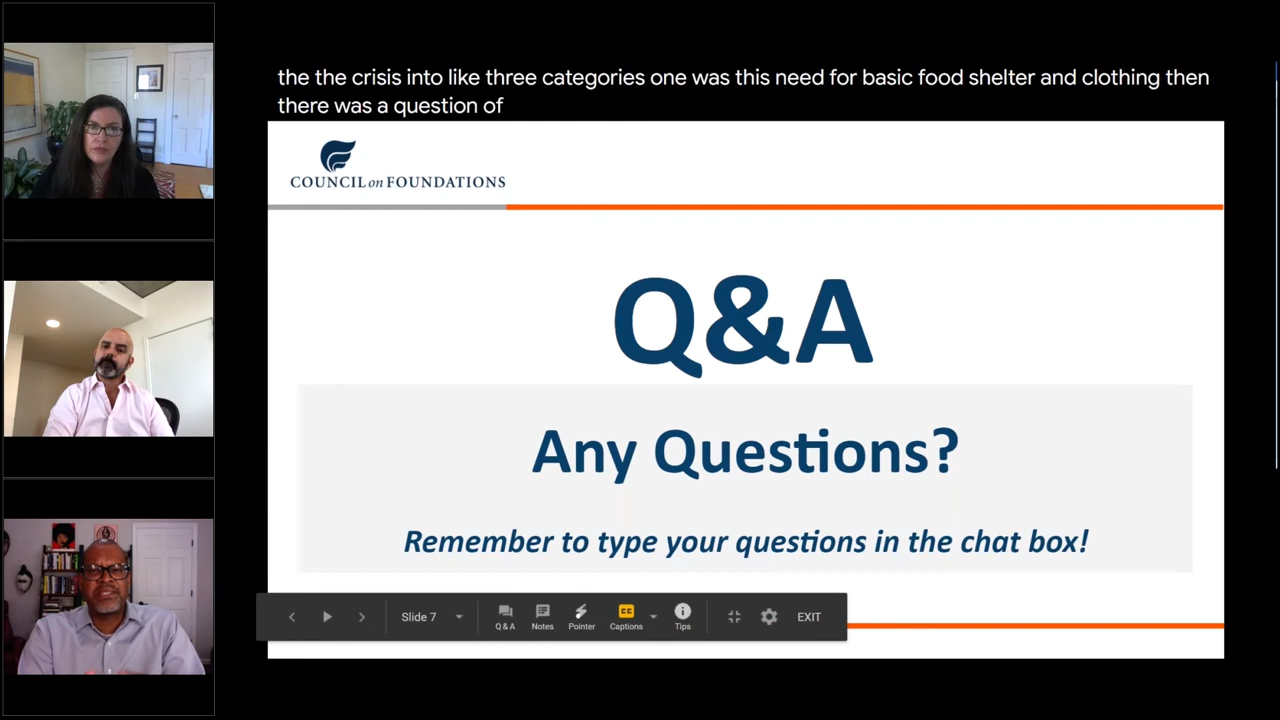 the the crisis into like three categories one was this need for basic food shelter and clothing then
there was a question of
COUNCIL on FOUNDATIONS
Q&A
Any Questions?
Remember to type your questions in the chat box!
Slide 7
Q & A
Notes
Pointer
CC
Captions
Tips
EXIT